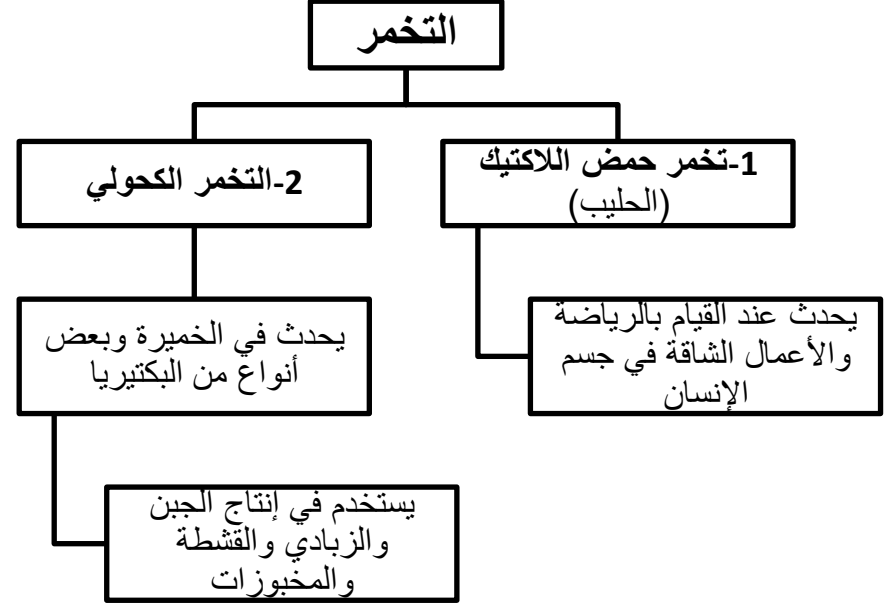 التخمر
1-تخمر حمض اللاكتيك
(الحليب)
2-التخمر الكحولي
يحدث عند القيام بالرياضة
والأعمال الشاقة في جسم
الإنسان
يحدث في الخميرة وبعض
أنواع من البكتيريا
يستخدم في إنتاج الجبن
والزبادي والقشطة
والمخبوزات